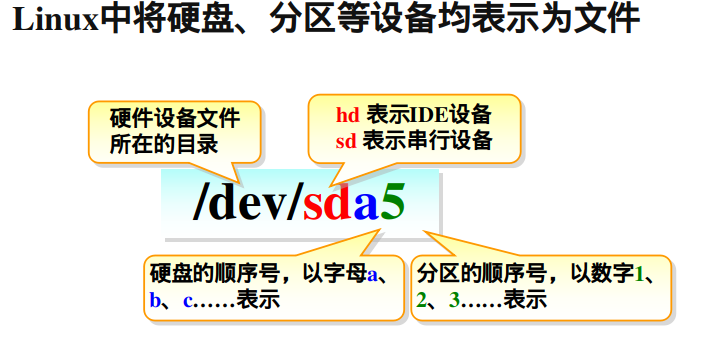 Linux中将硬盘、分区等设备均表示为文件
硬件设备文件
所在的目录
hd 表示IDE设备
sd 表示串行设备
/dev/sda5
硬盘的顺序号，以字母a、
b、c……表示
分区的顺序号，以数字1、
2、3……表示